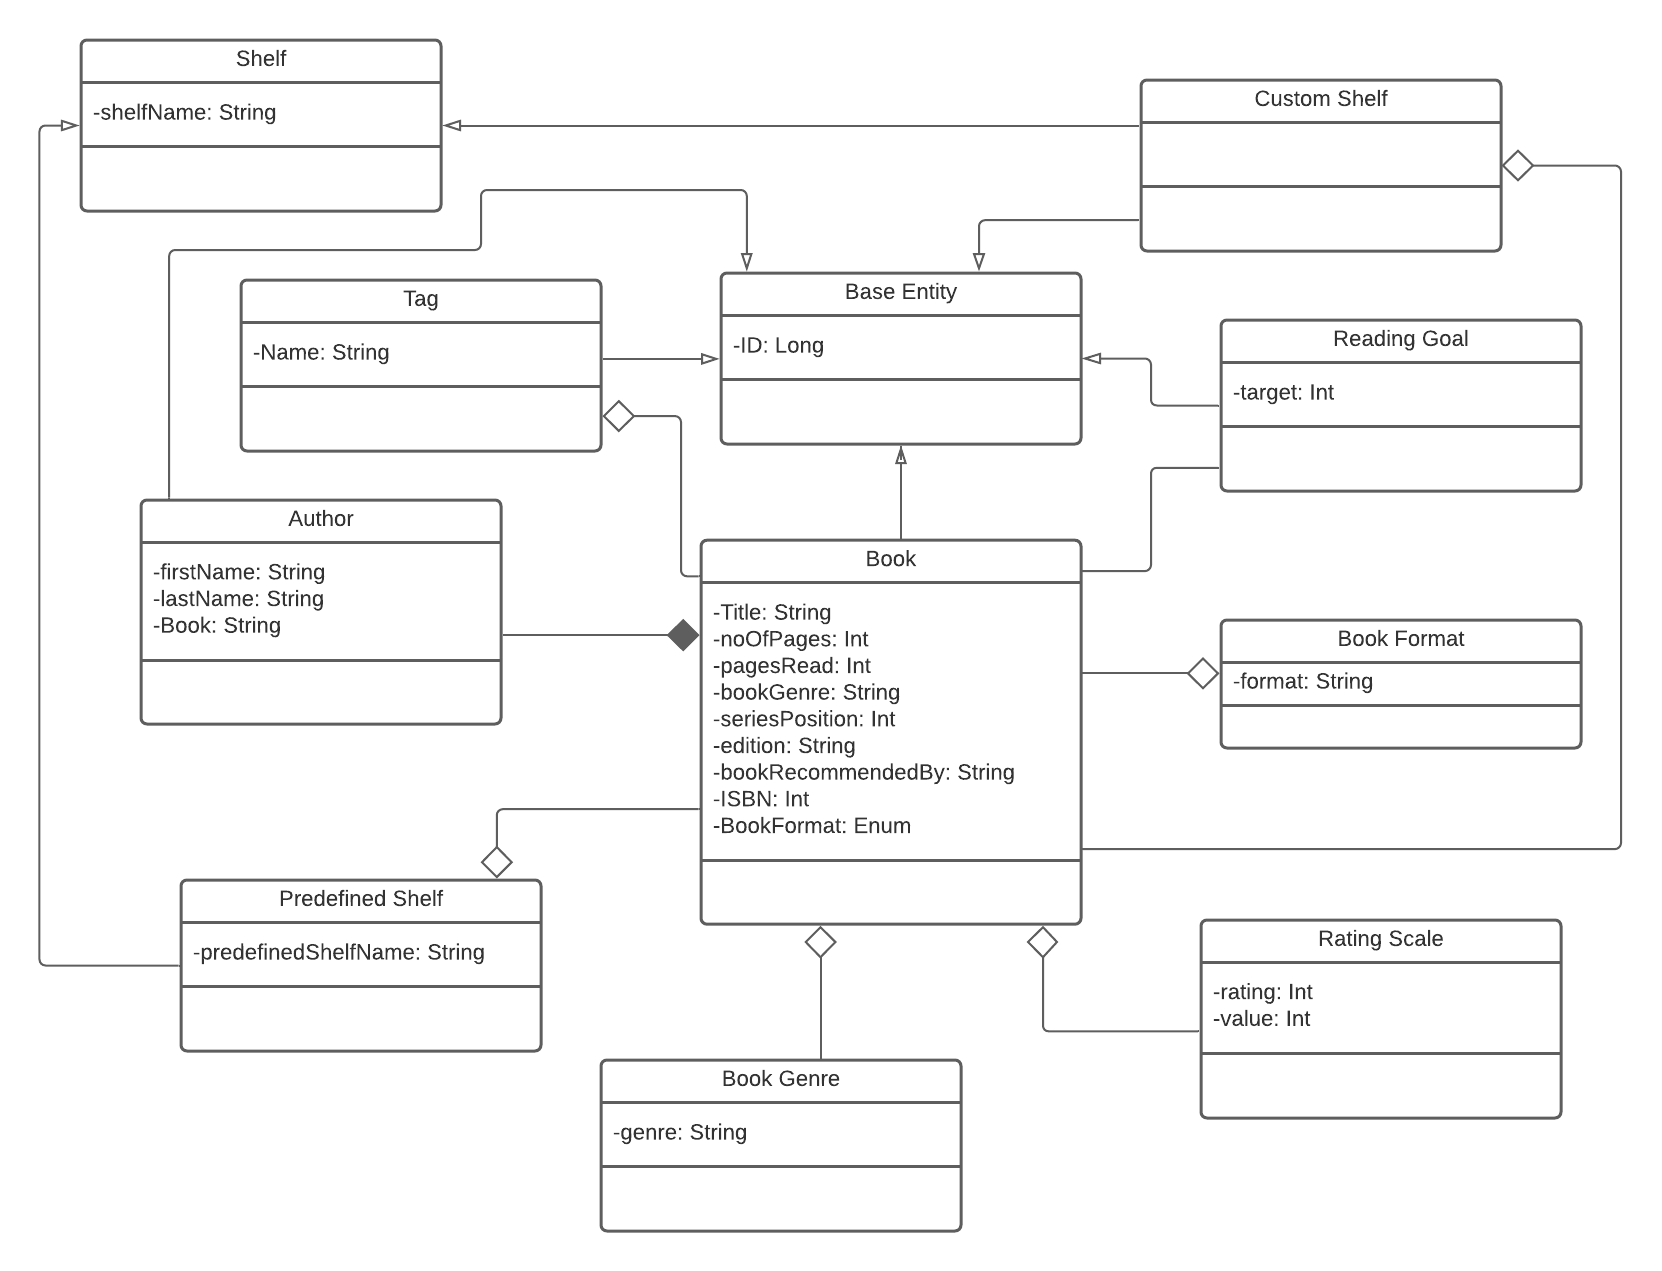 Shelf
-shelfName: String
Custom Shelf
Tag
-Name: String
Base Entity
-ID: Long
Reading Goal
-target: Int
Author
-firstName: String
-lastName: String
-Book: String
Book
-Title: String
-noOfPages: Int
-pagesRead: Int
-bookGenre: String
-seriesPosition: Int
-edition: String
-bookRecommendedBy: String
-ISBN: Int
-BookFormat: Enum
Book Format
-format: String
Predefined Shelf
-predefinedShelfName: String
Rating Scale
-rating: Int
-value: Int
Book Genre
-genre: String